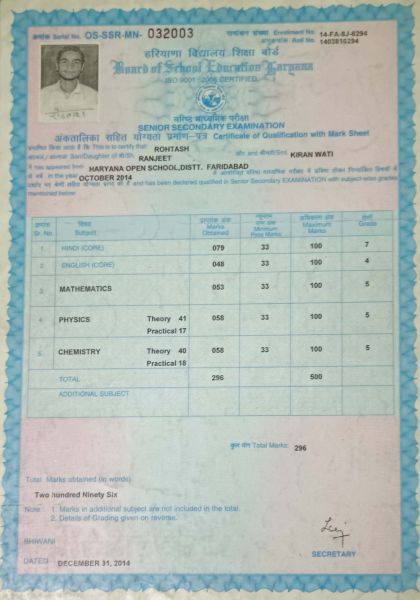 क्रमांक Serial No. OS-SSR-MN- 032003
नामांकन संख्या Enrolment No. 14-FA-SJ-6294
अनुक्रमांक Roll No. 1403816294
हरियाणा विद्यालय शिक्षा बोर्ड
Board of School Education Haryana
ISO 9001 : 2008 CERTIFIED
वरिष्ठ माध्यमिक परीक्षा
SENIOR SECONDARY EXAMINATION
अंकतालिका सहित योग्यता प्रमाण-पत्र Certificate of Qualification with Mark Sheet
प्रमाणित किया जाता है कि This is to certify that: ROHTASH
Son/Daughter of RANJEET और श्रीमती/Smt. KIRAN WATI
has appeared from HARYANA OPEN SCHOOL,DISTT. FARIDABAD
in the year OCTOBER 2014
and has been declared qualified in Senior Secondary EXAMINATION with subject-wise grades
mentioned below:
क्रमांक Sr. No. विषय Subject प्राप्तांक अंक Marks Obtained न्यूनतम पास अंक Minimum Pass Marks अधिकतम अंक Maximum Marks ग्रेड Grade
1. HINDI (CORE) 079 33 100 7
2. ENGLISH (CORE) 048 33 100 4
3. MATHEMATICS 053 33 100 5
4. PHYSICS Theory 41 058 33 100 5
Practical 17
5. CHEMISTRY Theory 40 058 33 100 5
Practical 18
TOTAL 296 500
ADDITIONAL SUBJECT
कुल योग Total Marks: 296
Total Marks obtained (in words)
Two hundred Ninety Six
Note : 1. Marks in additional subject are not included in the total.
2. Details of Grading given on reverse.
BHIWANI
SECRETARY
DATED DECEMBER 31, 2014